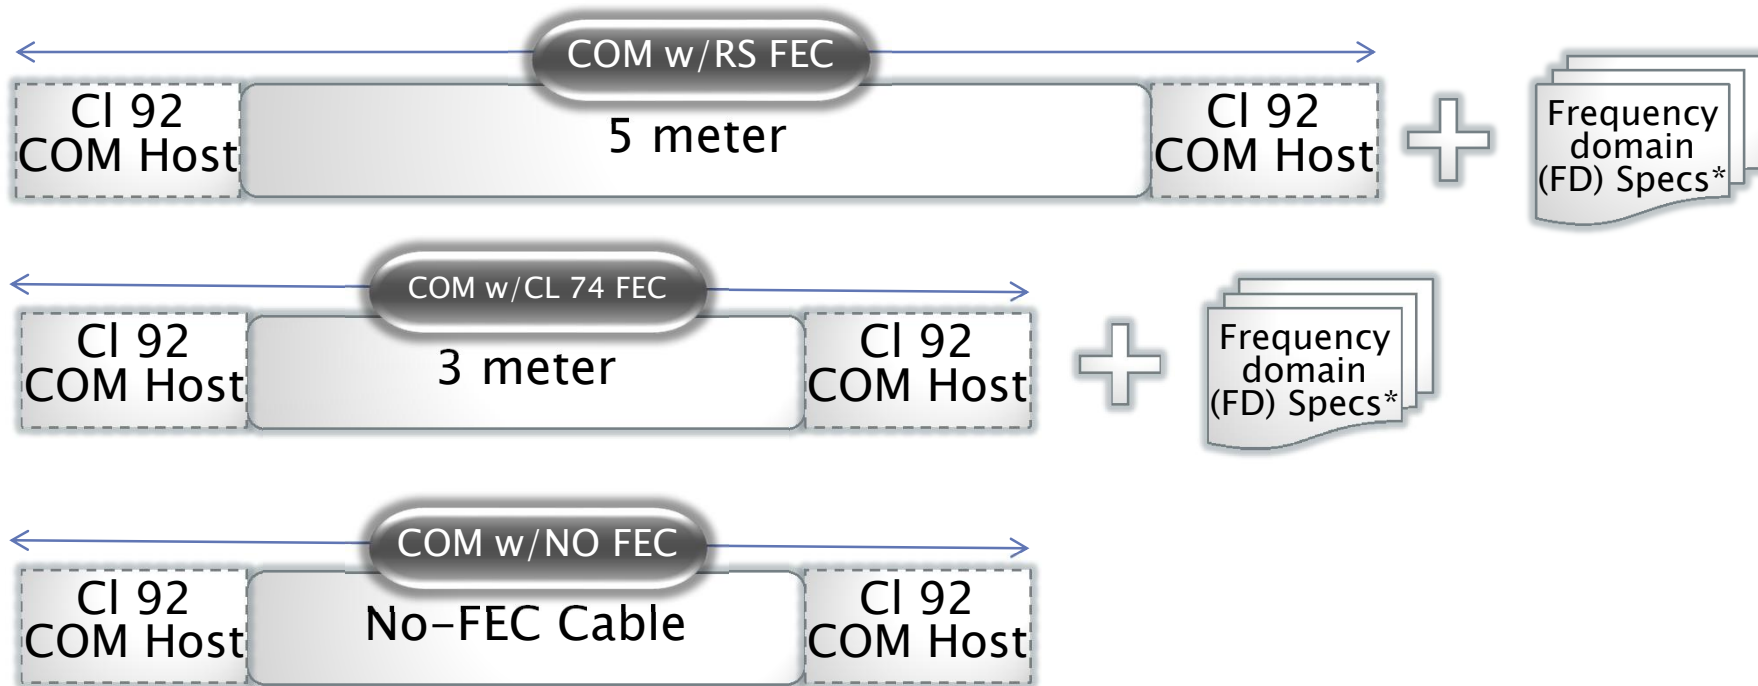 COM w/RS FEC
Cl 92
COM Host
5 meter
Cl 92
COM Host
Frequency
domain
(FD) Specs*
COM w/CL 74 FEC
Cl 92
COM Host
3 meter
Cl 92
COM Host
Frequency
domain
(FD) Specs*
COM w/NO FEC
Cl 92
COM Host
No-FEC Cable
Cl 92
COM Host